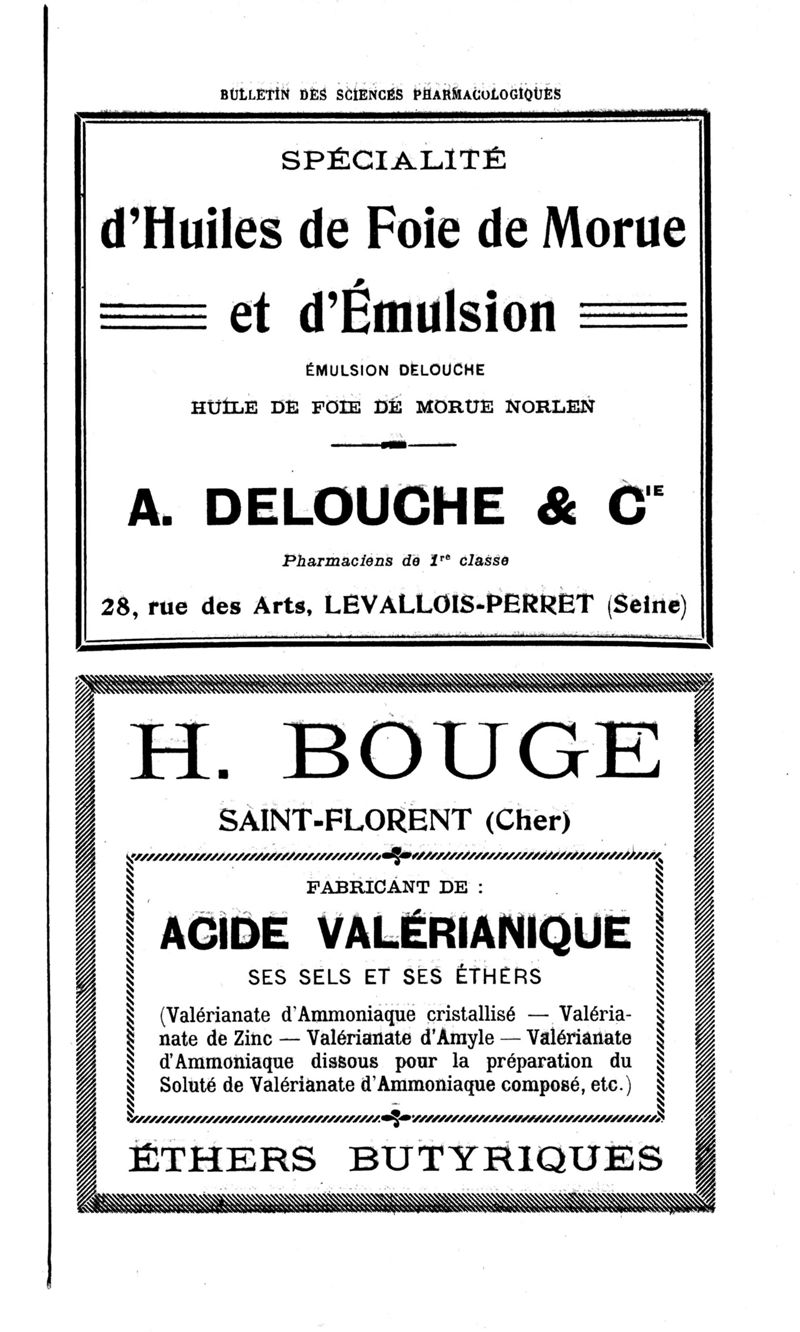 BULLETIN DES SCIENCES PHARMACOLOGIQUES
SPÉCIALITÉ
d'Huiles de Foie de Morue
et d'Émulsion
ÉMULSION DELOUCHE
HUILE DE FOIE DE MORUE NORLEN
A. DELOUCHE & CIE
Pharmaciens de 1re classe
28, rue des Arts, LEVALLOIS-PERRET (Seine)
H. BOUGE
SAINT-FLORENT (Cher)
FABRICANT DE :
ACIDE VALÉRIANIQUE
SES SELS ET SES ÉTHERS
(Valérianate d'Ammoniaque cristallisé — Valéria-
nate de Zinc — Valérianate d'Amyle — Valérianate
d'Ammoniaque dissous pour la préparation du
Soluté de Valérianate d'Ammoniaque composé, etc.)
ÉTHERS BUTYRIQUES